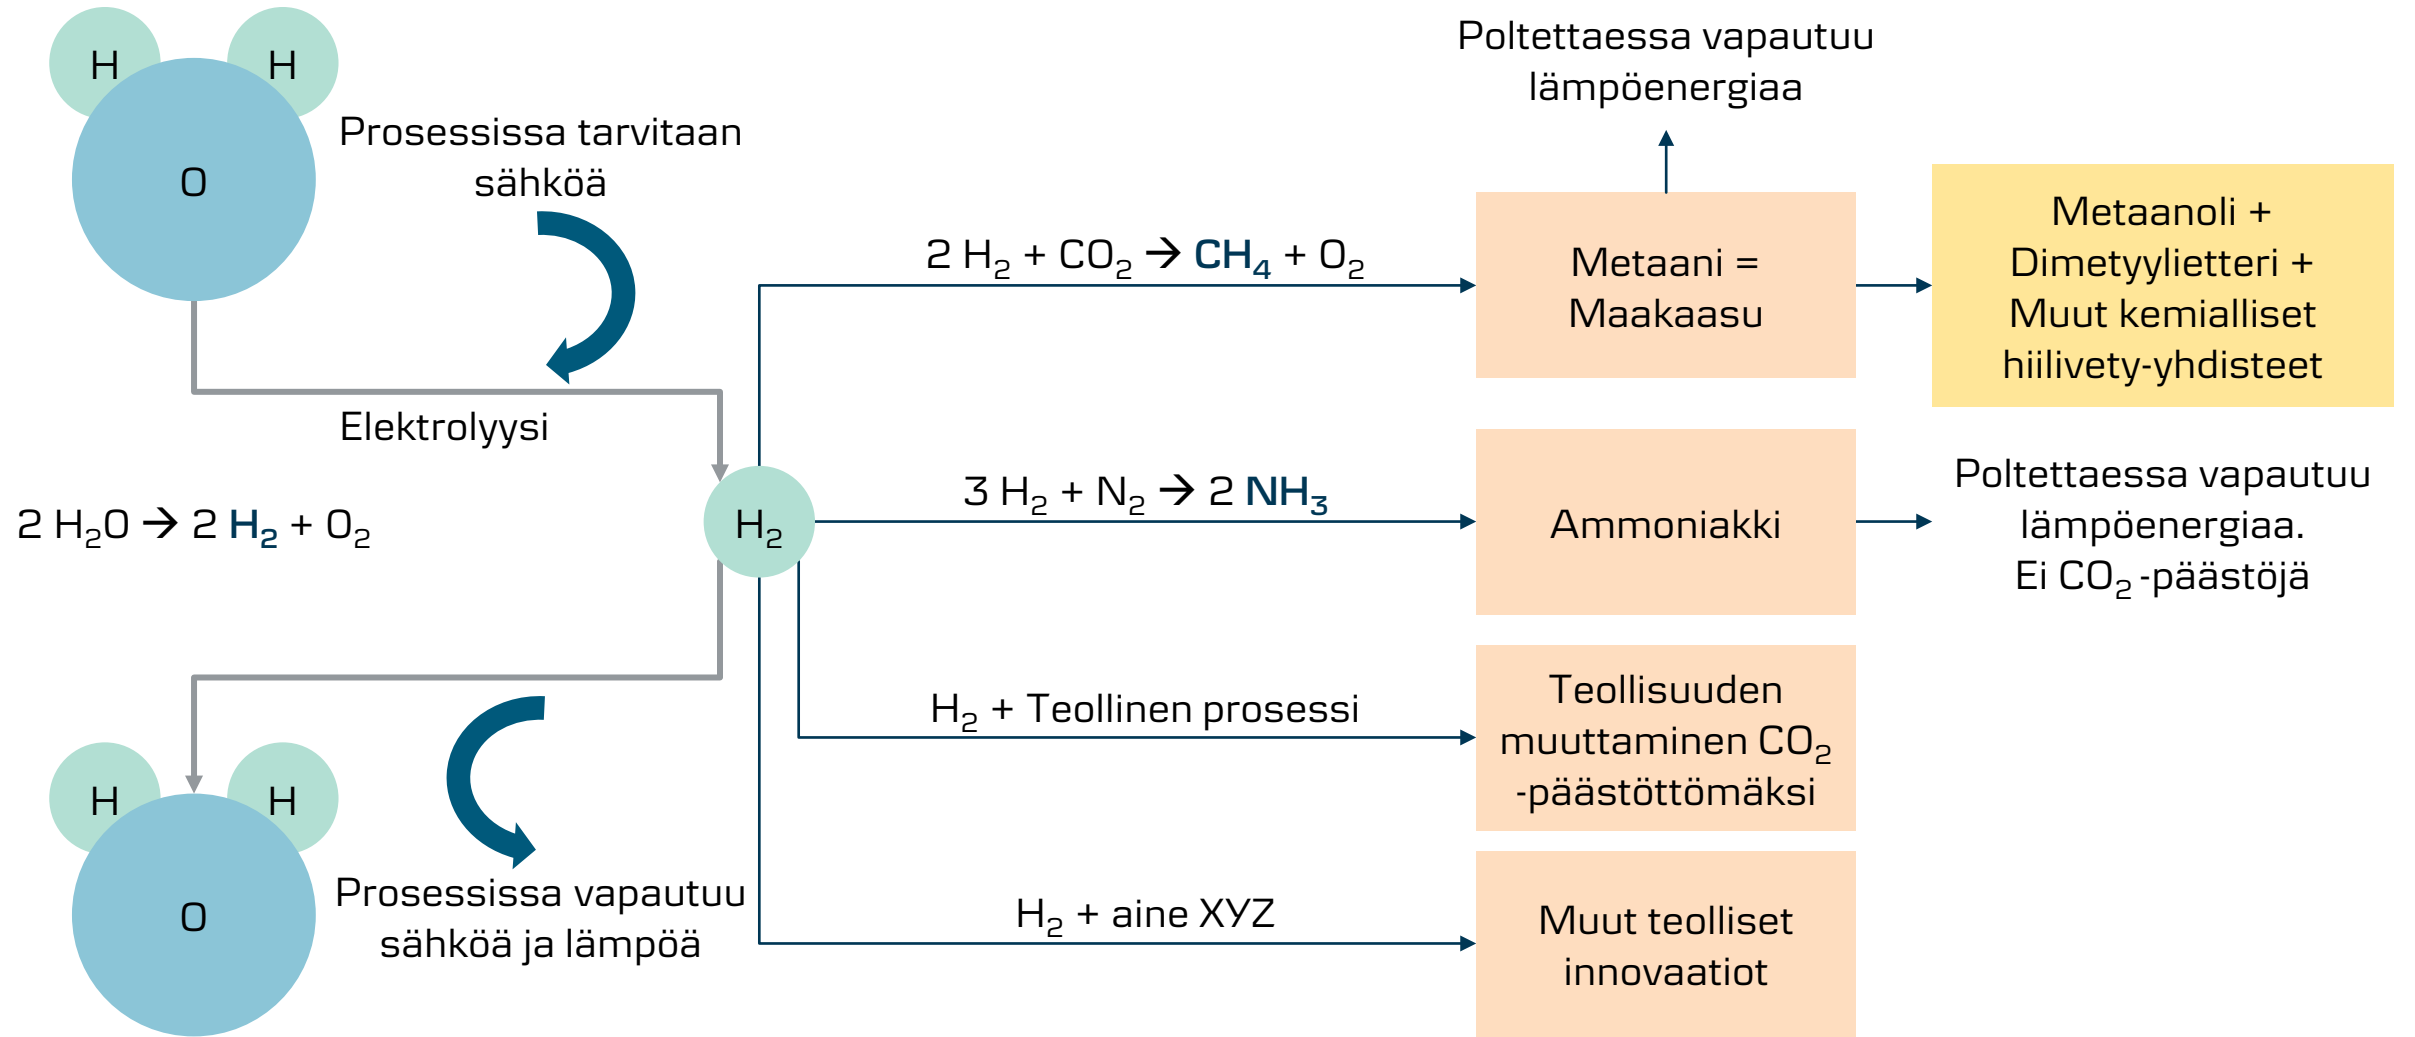 H
H
O
Prosessissa tarvitaan
sähköä
Elektrolyysi
2 H₂O → 2 H₂ + O₂
H₂
H
H
O
Prosessissa vapautuu
sähköä ja lämpöä
2 H₂ + CO₂ → CH₄ + O₂
Poltettaessa vapautuu
lämpöenergiaa
Metaani =
Maakaasu
Metaanoli +
Dimetyylietteri +
Muut kemialliset
hiilivety-yhdisteet
3 H₂ + N₂ → 2 NH₃
Ammoniakki
Poltettaessa vapautuu
lämpöenergiaa.
Ei CO₂ -päästöjä
H₂ + Teollinen prosessi
Teollisuuden
muuttaminen CO₂
-päästöttömäksi
H₂ + aine XYZ
Muut teolliset
innovaatiot